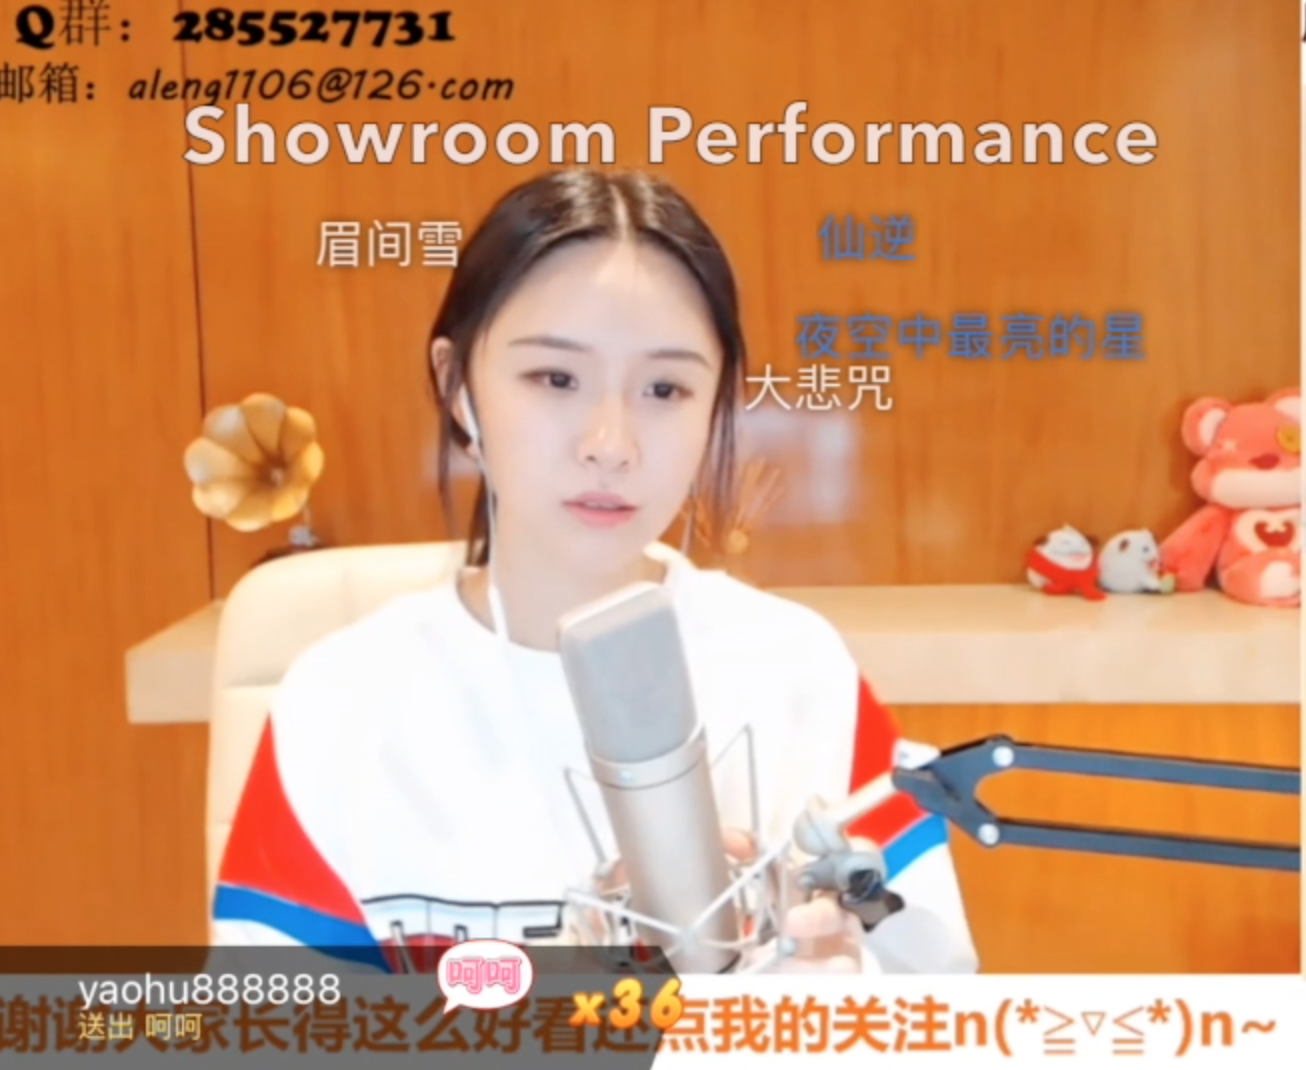 Q群：285527731
邮箱：aleng1106@126.com
Showroom Performance
眉间雪
仙逆
夜空中最亮的星
大悲咒
yaohu888888
送出 呵呵
呵呵
x36
谢谢大家长得这么好看还点我的关注n(*≧▽≦*)n~